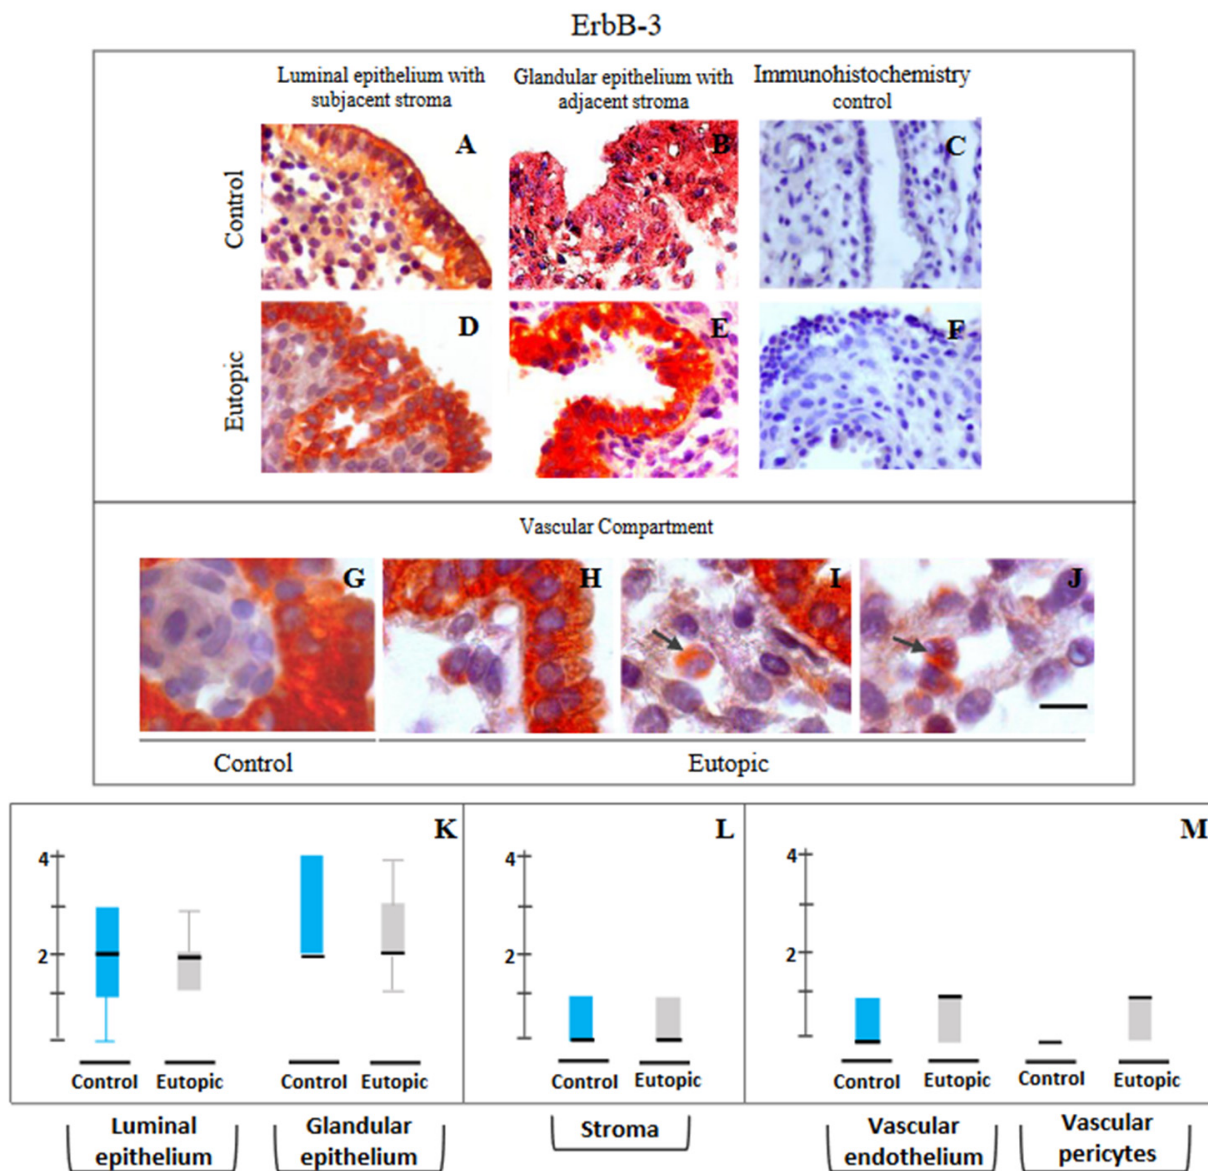 ErbB-3
Luminal epithelium with
subjacent stroma
Glandular epithelium with
adjacent stroma
Immunohistochemistry
control
Control
A
B
C
Eutopic
D
E
F
Vascular Compartment
G
H
I
J
Control
Eutopic
K
4
2
Control
Eutopic
Control
Eutopic
Luminal
epithelium
Glandular
epithelium
L
4
2
Control
Eutopic
Stroma
M
4
2
Control
Eutopic
Control
Eutopic
Vascular
endothelium
Vascular
pericytes